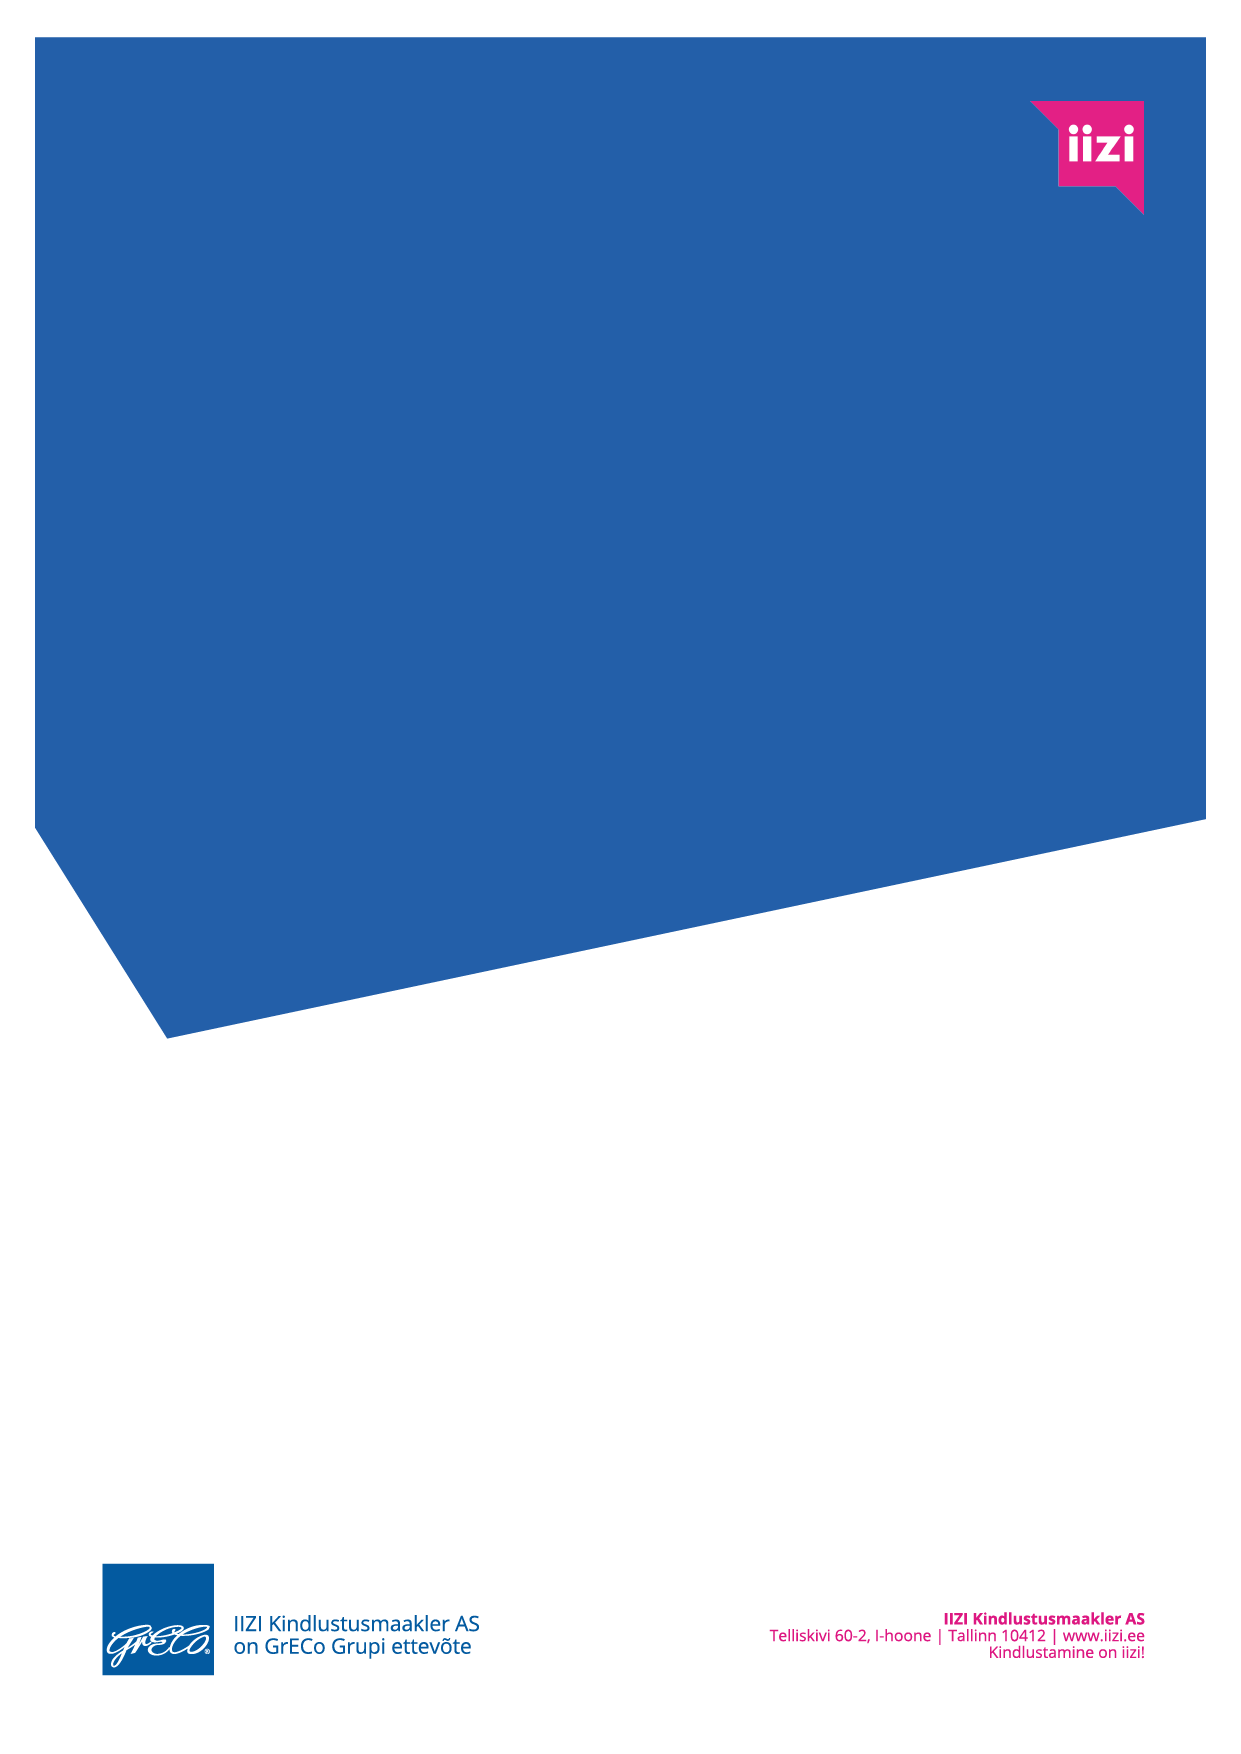 iizi
GrECo®
IIZI Kindlustusmaakler AS
on GrECo Grupi ettevõte
IIZI Kindlustusmaakler AS
Telliskivi 60-2, I-hoone | Tallinn 10412 | www.iizi.ee
Kindlustamine on iizi!